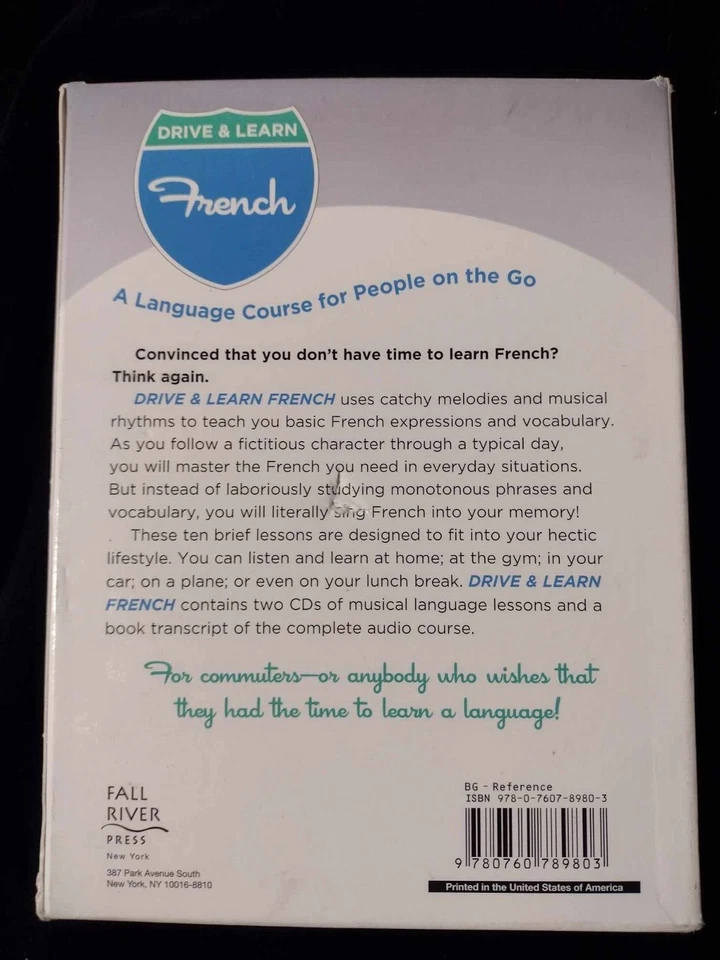 DRIVE & LEARN
French
A Language Course for People on the Go
Convinced that you don't have time to learn French?
Think again.
DRIVE & LEARN FRENCH uses catchy melodies and musical
rhythms to teach you basic French expressions and vocabulary.
As you follow a fictitious character through a typical day,
you will master the French you need in everyday situations.
But instead of laboriously studying monotonous phrases and
vocabulary, you will literally sing French into your memory!
These ten brief lessons are designed to fit into your hectic
lifestyle. You can listen and learn at home; at the gym; in your
car; on a plane; or even on your lunch break. DRIVE & LEARN
FRENCH contains two CDs of musical language lessons and a
book transcript of the complete audio course.
For commuters—or anybody who wishes that
they had the time to learn a language!
FALL
RIVER
PRESS
New York
387 Park Avenue South
New York, NY 10016-8810
BG - Reference
ISBN 978-0-7607-8980-3
9 780760 789803
Printed in the United States of America